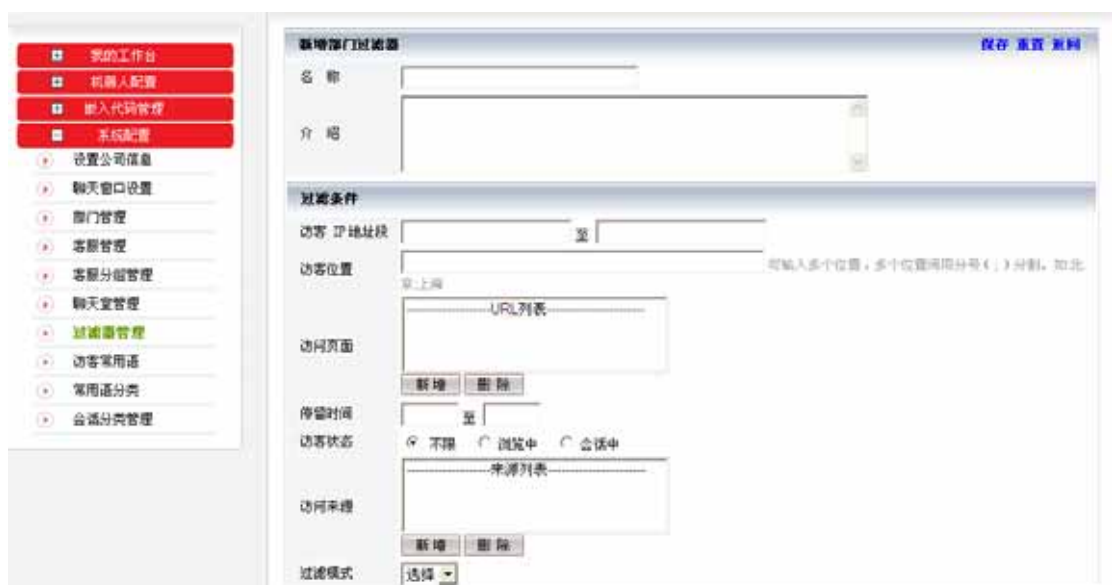 我的工作台
机器人配置
嵌入代码管理
系统配置
设置公司信息
聊天窗口设置
部门管理
客服管理
客服分组管理
聊天室管理
过滤器管理
访客常用语
常用语分类
会话分类管理
新增部门过滤器 保存 重置 返回
名 称
介 绍
过滤条件
访客 IP地址段 至
访客位置 可输入多个位置，多个位置间用分号(;)分割。如:北
京;上海
----------------URL列表----------------
访问页面
新增 删除
停留时间 至
访客状态 不限 浏览中 会话中
----------------来源列表----------------
访问来源
新增 删除
过滤模式 选择